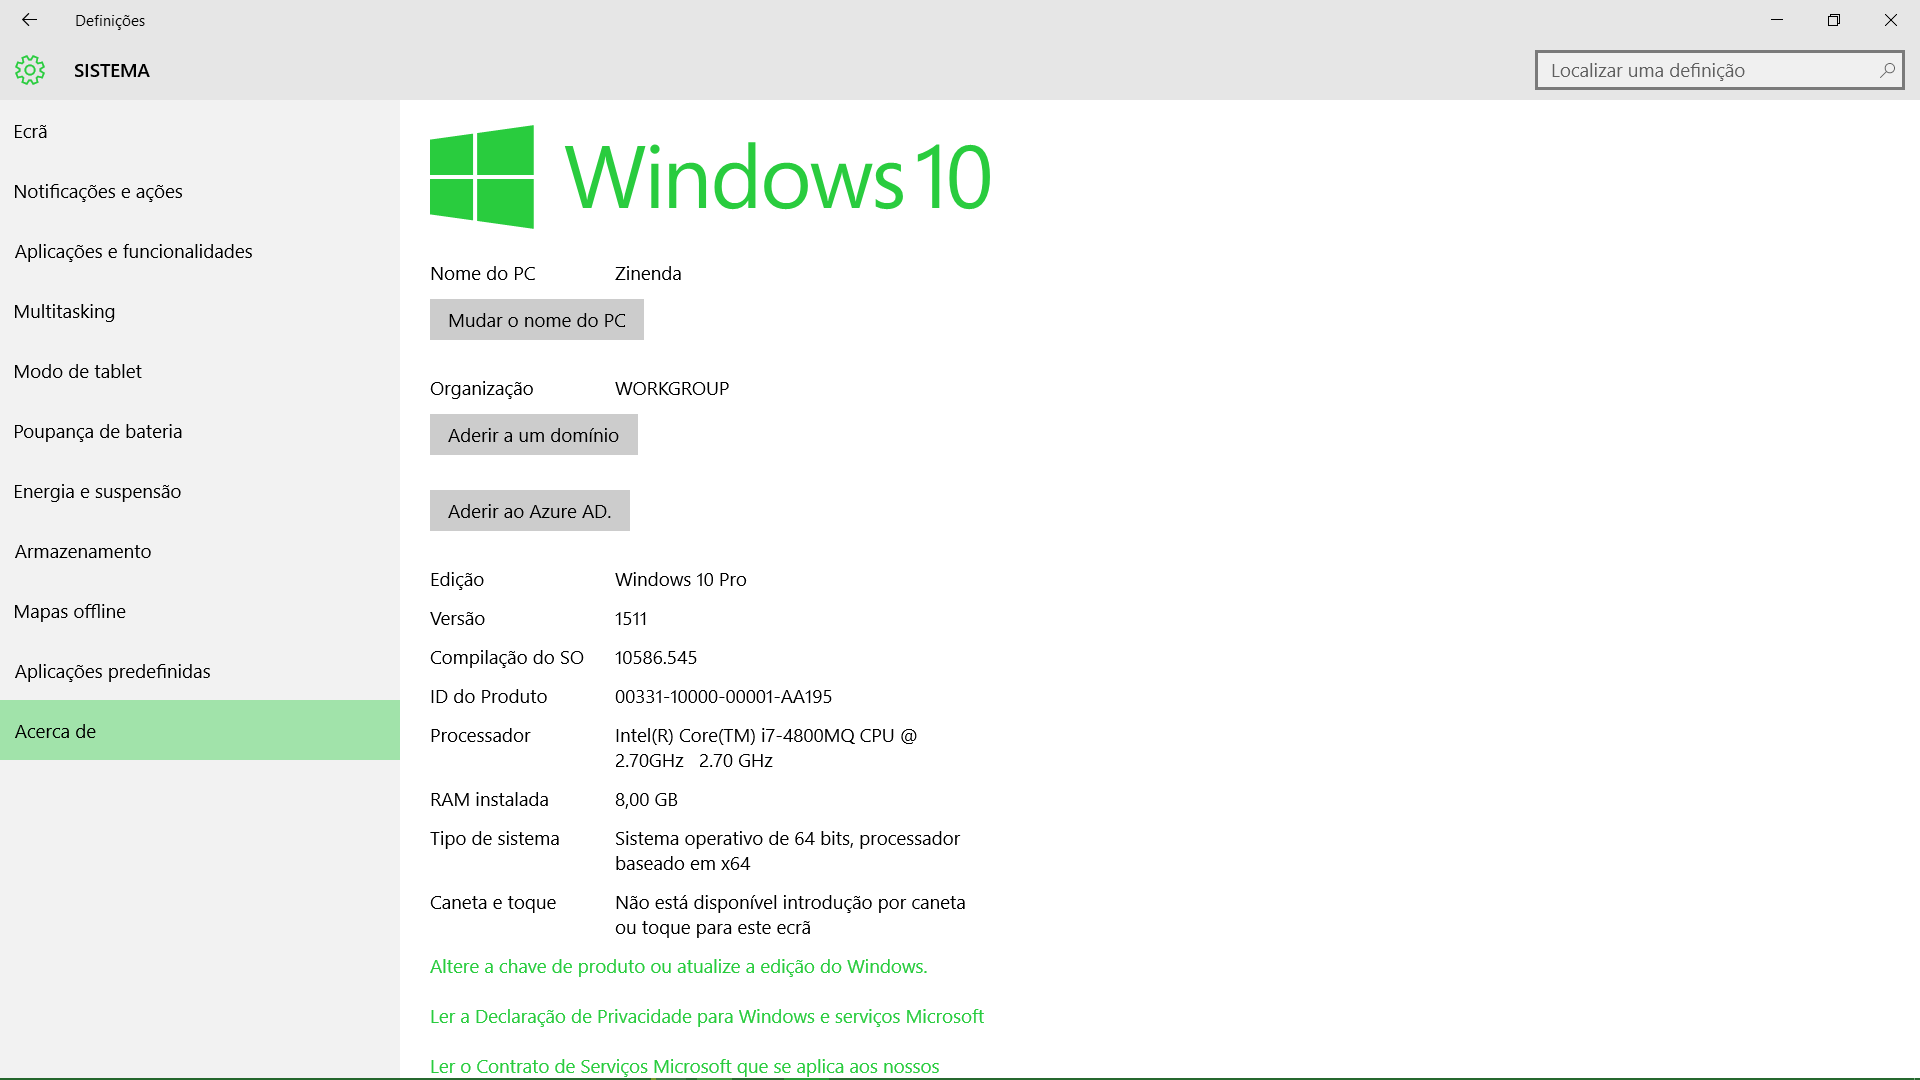 Definições
SISTEMA
Localizar uma definição
Ecrã
Notificações e ações
Aplicações e funcionalidades
Multitasking
Modo de tablet
Poupança de bateria
Energia e suspensão
Armazenamento
Mapas offline
Aplicações predefinidas
Acerca de
Windows 10
Nome do PC Zinenda
Mudar o nome do PC
Organização WORKGROUP
Aderir a um domínio
Aderir ao Azure AD.
Edição Windows 10 Pro
Versão 1511
Compilação do SO 10586.545
ID do Produto 00331-10000-00001-AA195
Processador Intel(R) Core(TM) i7-4800MQ CPU @
2.70GHz 2.70 GHz
RAM instalada 8,00 GB
Tipo de sistema Sistema operativo de 64 bits, processador
baseado em x64
Caneta e toque Não está disponível introdução por caneta
ou toque para este ecrã
Altere a chave de produto ou atualize a edição do Windows.
Ler a Declaração de Privacidade para Windows e serviços Microsoft
Ler o Contrato de Serviços Microsoft que se aplica aos nossos